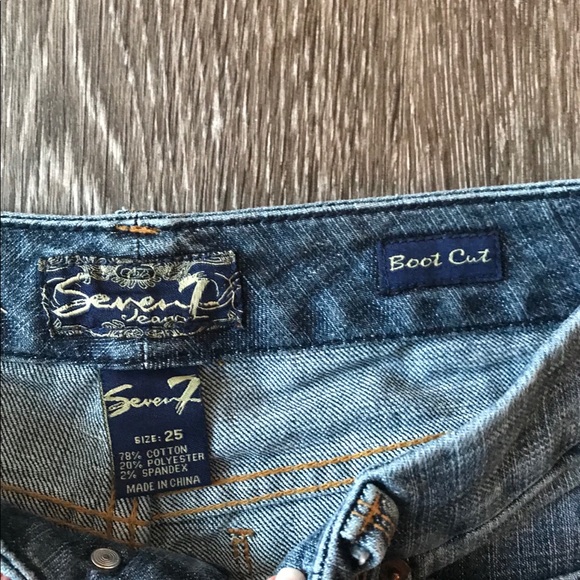 Seven7
Jeans
Boot Cut
Seven7
SIZE: 25
78% COTTON
20% POLYESTER
2% SPANDEX
MADE IN CHINA